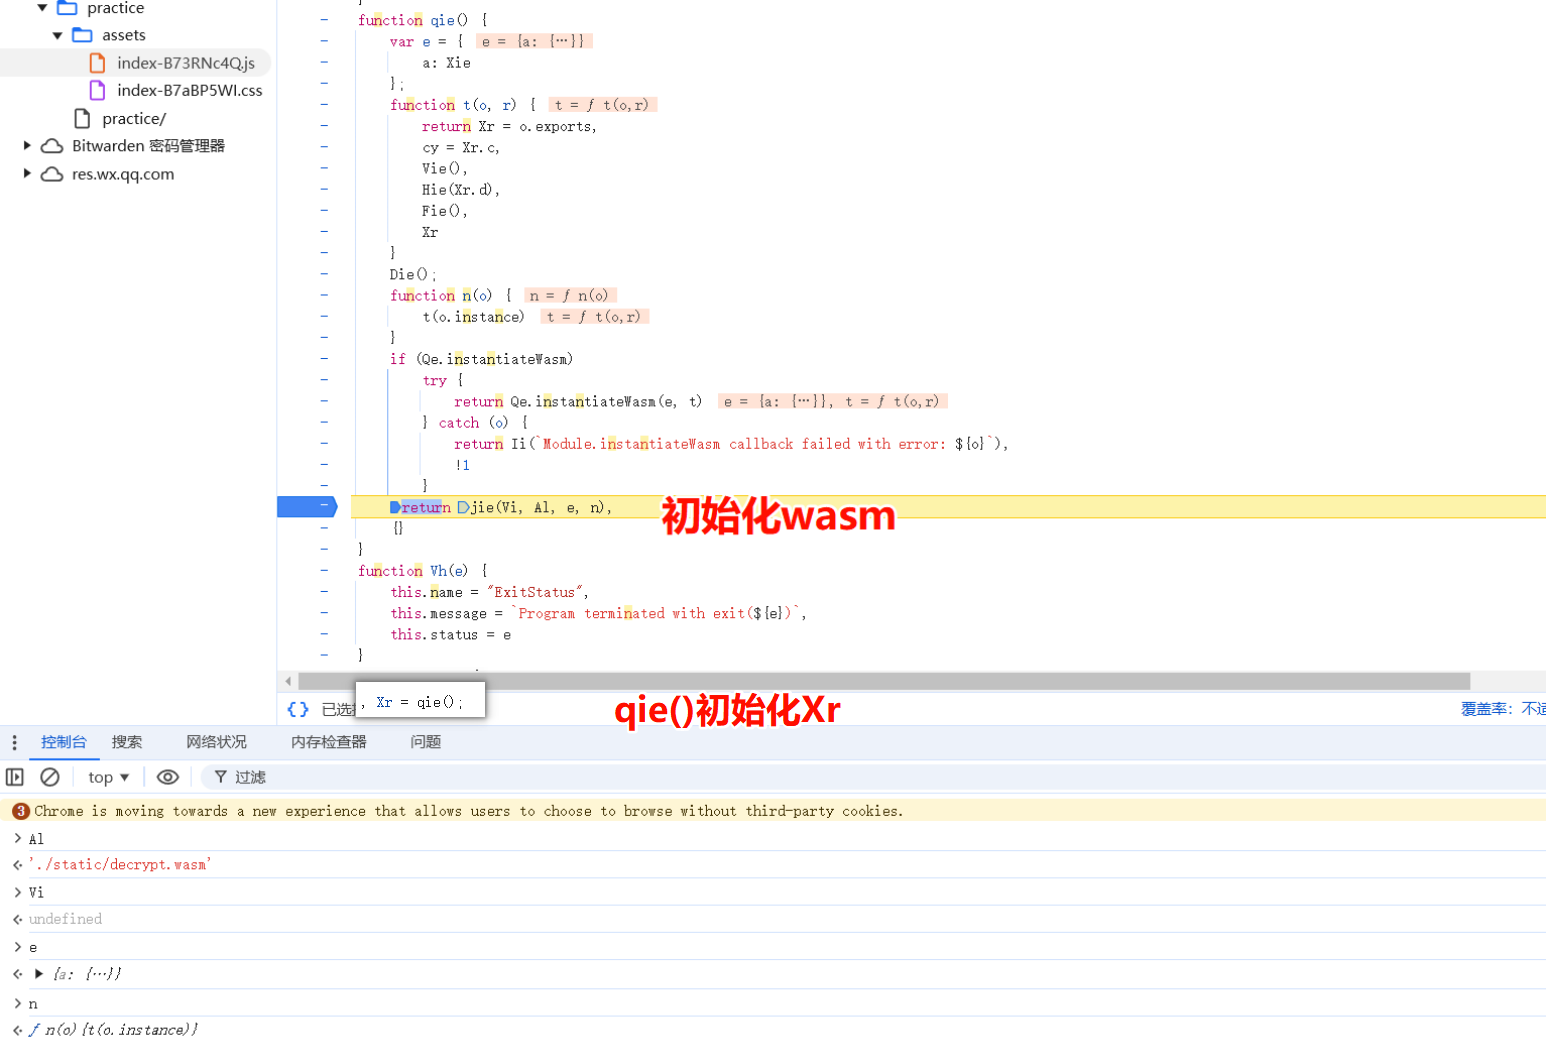 practice
assets
index-B73RNc4Q.js
index-B7aBP5WI.css
practice/
Bitwarden 密码管理器
res.wx.qq.com
}
function qie() {
var e = { e = {a: {…}}
a: Xie
};
function t(o, r) { t = ƒ t(o,r)
return Xr = o.exports,
cy = Xr.c,
Vie(),
Hie(Xr.d),
Fie(),
Xr
}
Die();
function n(o) { n = ƒ n(o)
t(o.instance) t = ƒ t(o,r)
}
if (Qe.instantiateWasm)
try {
return Qe.instantiateWasm(e, t) e = {a: {…}}, t = ƒ t(o,r)
} catch (o) {
return Ii(`Module.instantiateWasm callback failed with error: ${o}`),
!1
}
return jie(Vi, Al, e, n),
初始化wasm
{}
}
function Vh(e) {
this.name = "ExitStatus",
this.message = `Program terminated with exit(${e})`,
this.status = e
}
{} 已选
, Xr = qie();
qie()初始化Xr
覆盖率：不
控制台 搜索 网络状况 内存检查器 问题
top 过滤
3 Chrome is moving towards a new experience that allows users to choose to browse without third-party cookies.
> Al
'./static/decrypt.wasm'
> Vi
undefined
> e
{a: {…}}
> n
ƒ n(o){t(o.instance)}